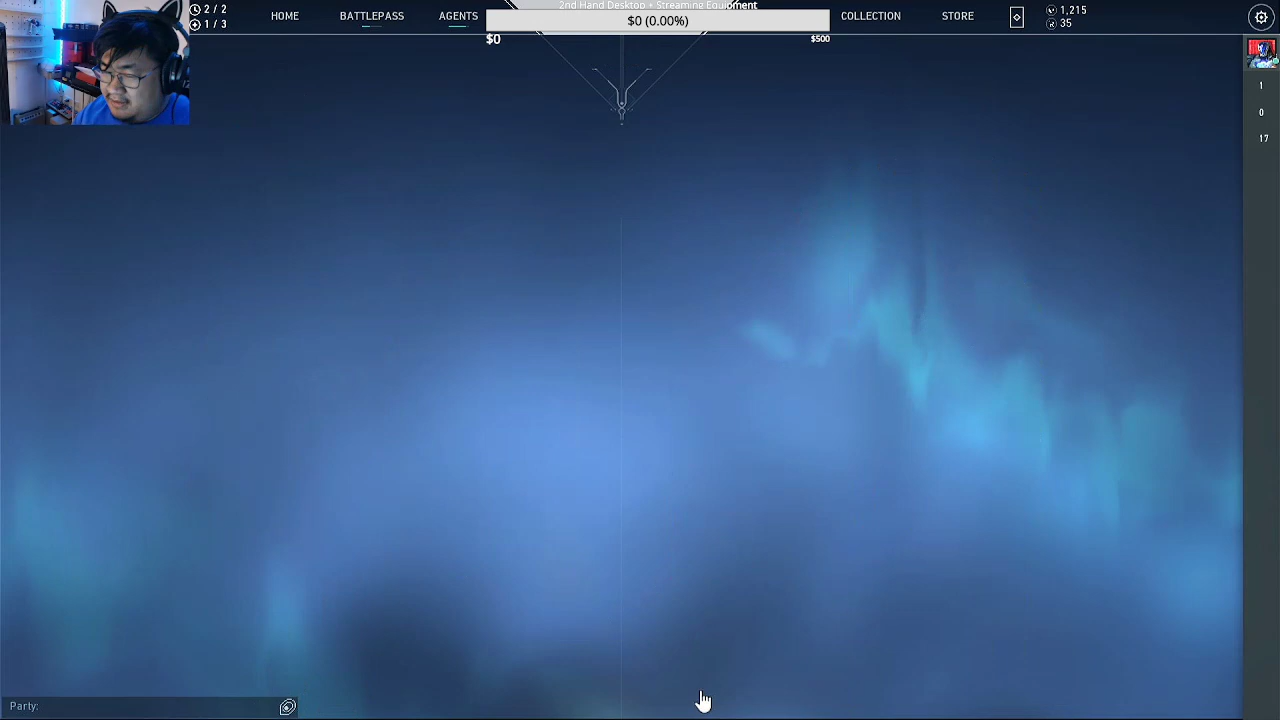 2 / 2
1 / 3
HOME
BATTLEPASS
AGENTS
2nd Hand Desktop + Streaming Equipment
$0 (0.00%)
$0
$500
COLLECTION
STORE
1,215
35
1
0
17
Party: